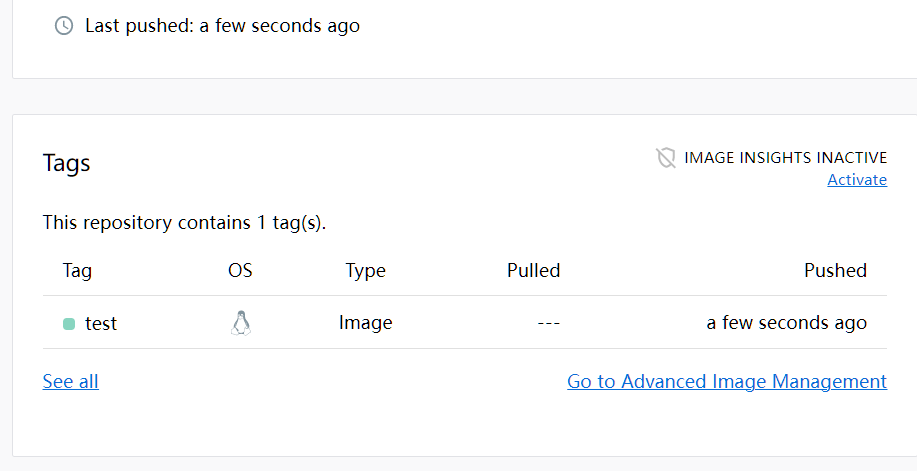 Last pushed: a few seconds ago
Tags
IMAGE INSIGHTS INACTIVE
Activate
This repository contains 1 tag(s).
Tag OS Type Pulled Pushed
test Image --- a few seconds ago
See all Go to Advanced Image Management